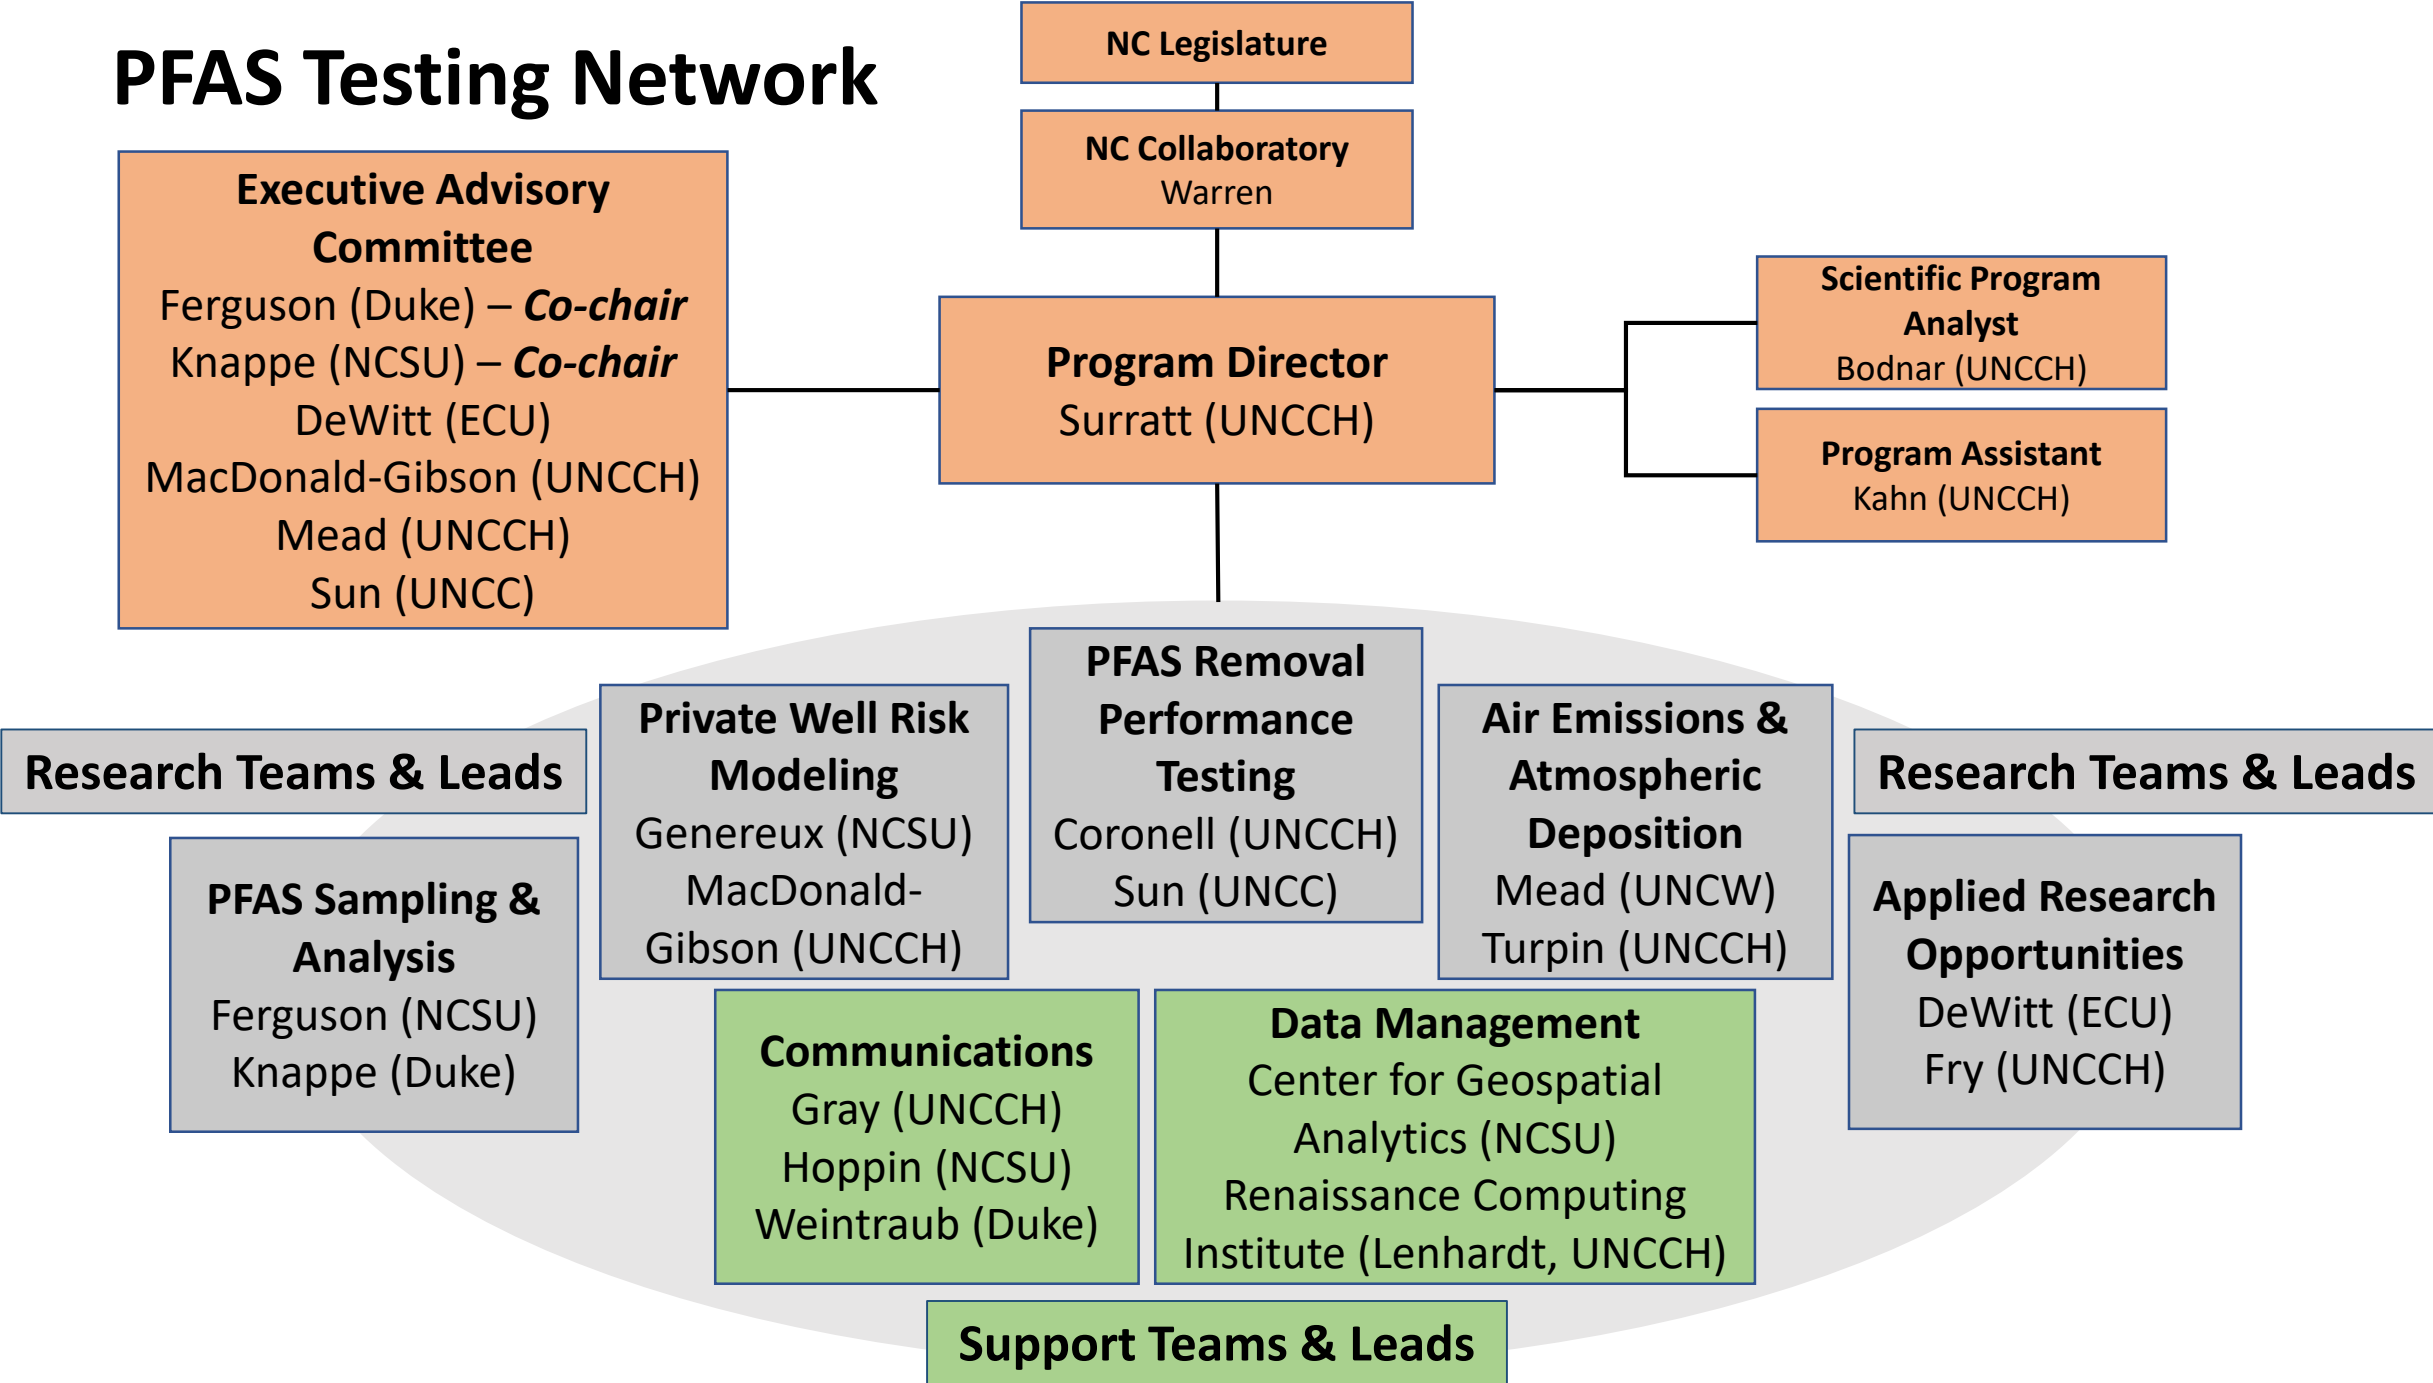 PFAS Testing Network
NC Legislature
NC Collaboratory
Warren
Executive Advisory
Committee
Ferguson (Duke) – Co-chair
Knappe (NCSU) – Co-chair
DeWitt (ECU)
MacDonald-Gibson (UNCCH)
Mead (UNCCH)
Sun (UNCC)
Program Director
Surratt (UNCCH)
Scientific Program
Analyst
Bodnar (UNCCH)
Program Assistant
Kahn (UNCCH)
Research Teams & Leads
PFAS Sampling &
Analysis
Ferguson (NCSU)
Knappe (Duke)
Private Well Risk
Modeling
Genereux (NCSU)
MacDonald-
Gibson (UNCCH)
PFAS Removal
Performance
Testing
Coronell (UNCCH)
Sun (UNCC)
Air Emissions &
Atmospheric
Deposition
Mead (UNCW)
Turpin (UNCCH)
Research Teams & Leads
Applied Research
Opportunities
DeWitt (ECU)
Fry (UNCCH)
Communications
Gray (UNCCH)
Hoppin (NCSU)
Weintraub (Duke)
Data Management
Center for Geospatial
Analytics (NCSU)
Renaissance Computing
Institute (Lenhardt, UNCCH)
Support Teams & Leads